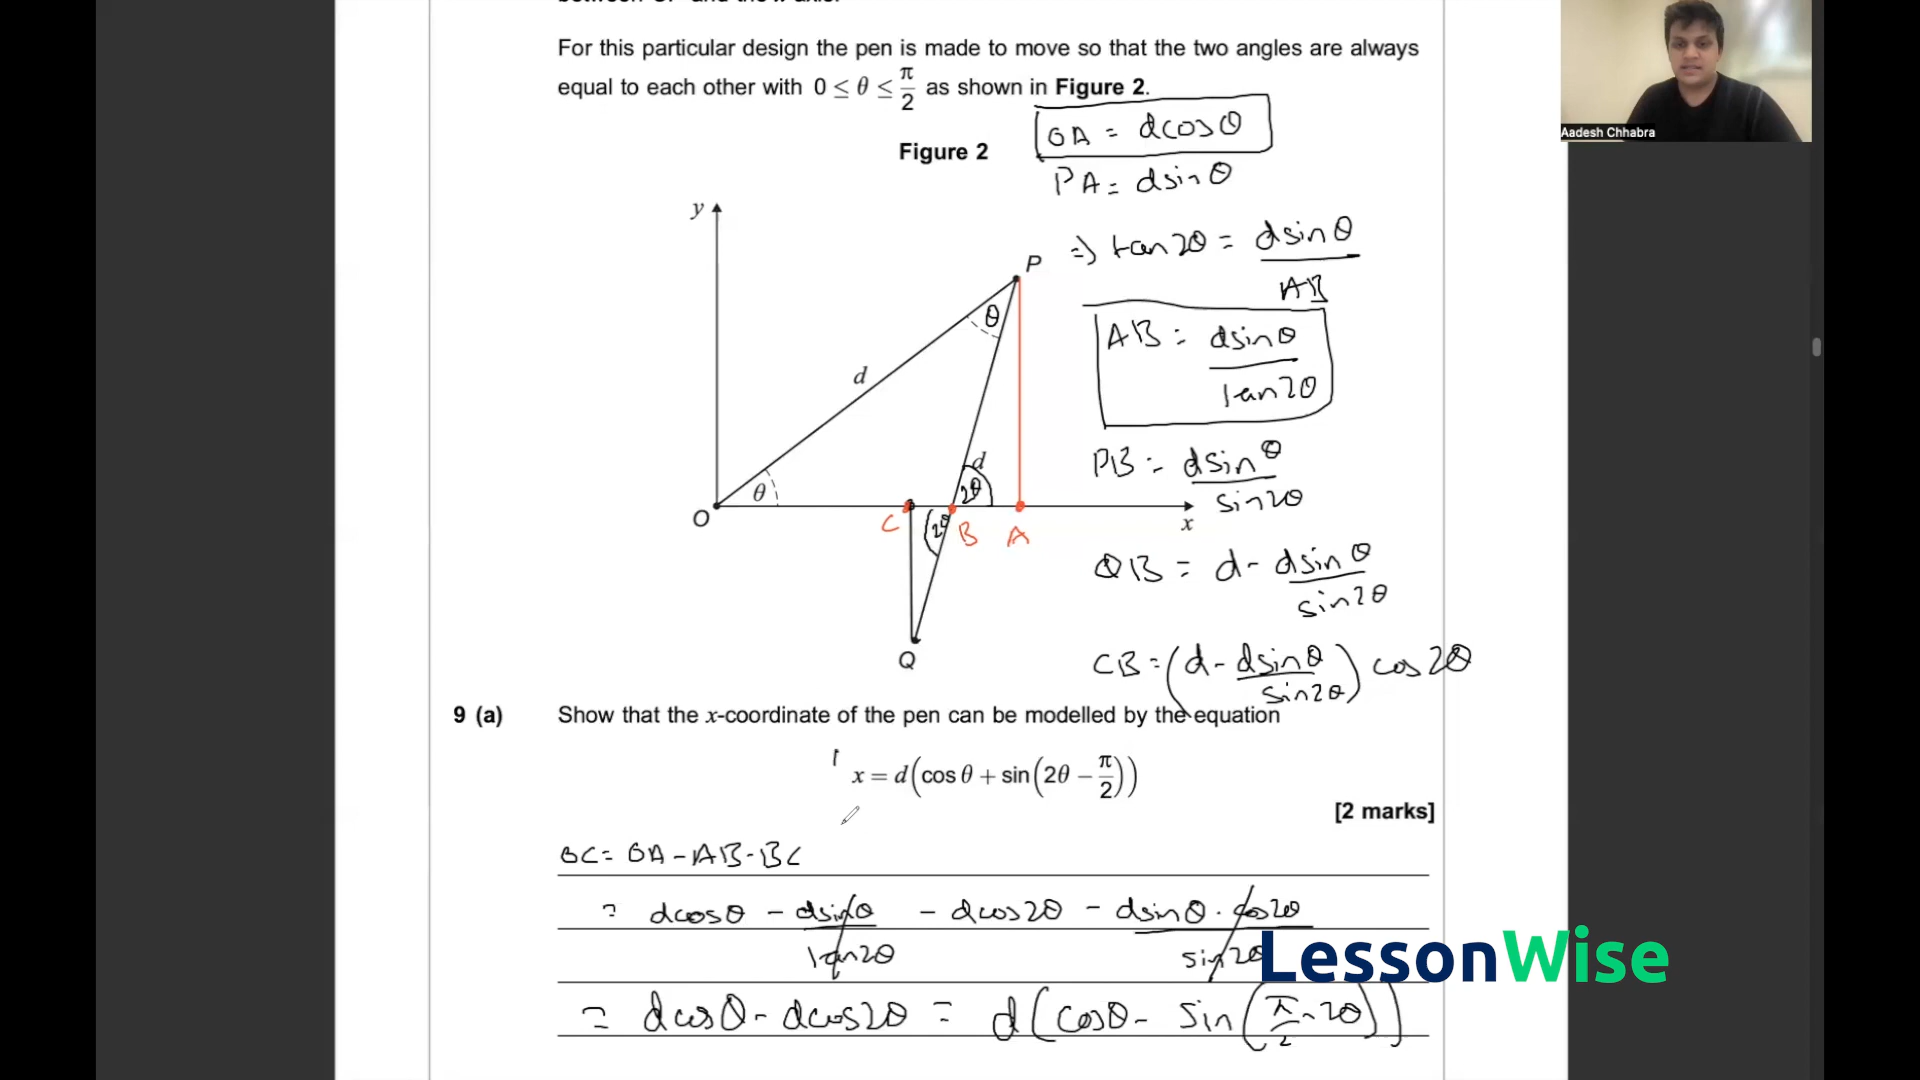 For this particular design the pen is made to move so that the two angles are always
equal to each other with 0 ≤ θ ≤ π/2 as shown in Figure 2.
Aadesh Chhabra
Figure 2
OA = dcosθ
PA = dsinθ
y
P
⇒ tan2θ = dsinθ/AB
θ
AB = dsinθ/tan2θ
d
PB = dsinθ/sin2θ
d
θ
2θ
O
C
2θ
B
A
x
QB = d - dsinθ/sin2θ
Q
CB = (d - dsinθ/sin2θ) cos2θ
9 (a) Show that the x-coordinate of the pen can be modelled by the equation
x = d(cos θ + sin(2θ − π/2))
[2 marks]
OC = OA - AB - BC
= dcosθ - dsinθ/tan2θ - dcos2θ - dsinθ · cos2θ/sin2θ
LessonWise
= dcosθ - dcos2θ = d(cosθ - sin(π/2 - 2θ))